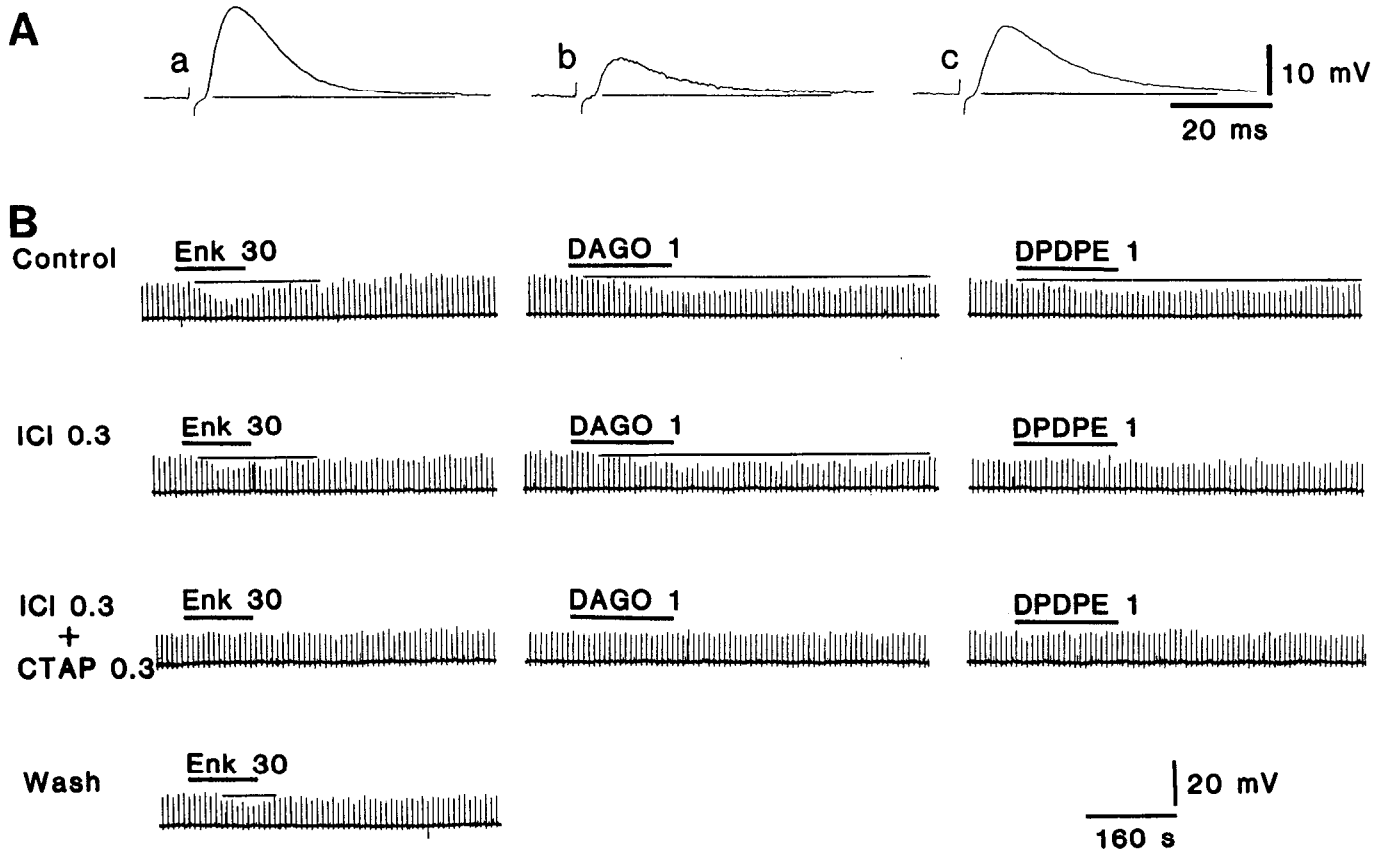 A
a
b
c
10 mV
20 ms
B
Control
Enk 30
DAGO 1
DPDPE 1
ICI 0.3
Enk 30
DAGO 1
DPDPE 1
ICI 0.3
+
CTAP 0.3
Enk 30
DAGO 1
DPDPE 1
Wash
Enk 30
20 mV
160 s